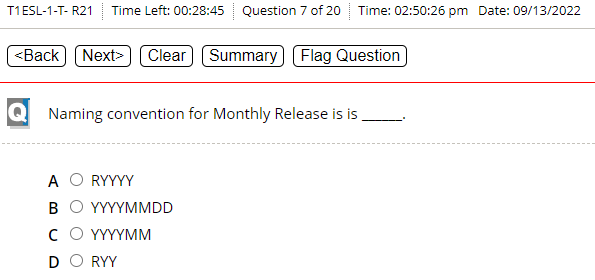 T1ESL-1-T- R21 Time Left: 00:28:45 Question 7 of 20 Time: 02:50:26 pm Date: 09/13/2022
<Back Next> Clear Summary Flag Question
Q Naming convention for Monthly Release is is ______.
A RYYYY
B YYYYMMDD
C YYYYMM
D RYY